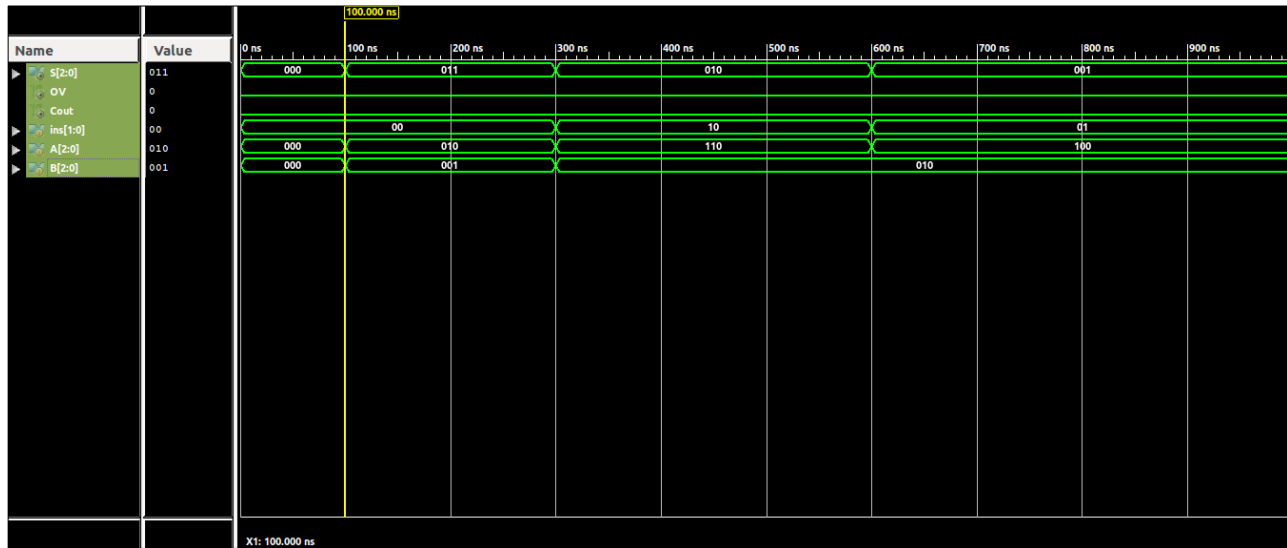 100.000 ns
Name Value 0 ns 100 ns 200 ns 300 ns 400 ns 500 ns 600 ns 700 ns 800 ns 900 ns
S[2:0] 011 000 011 010 001
OV 0
Cout 0
ins[1:0] 00 00 10 01
A[2:0] 010 000 010 110 100
B[2:0] 001 000 001 010
X1: 100.000 ns